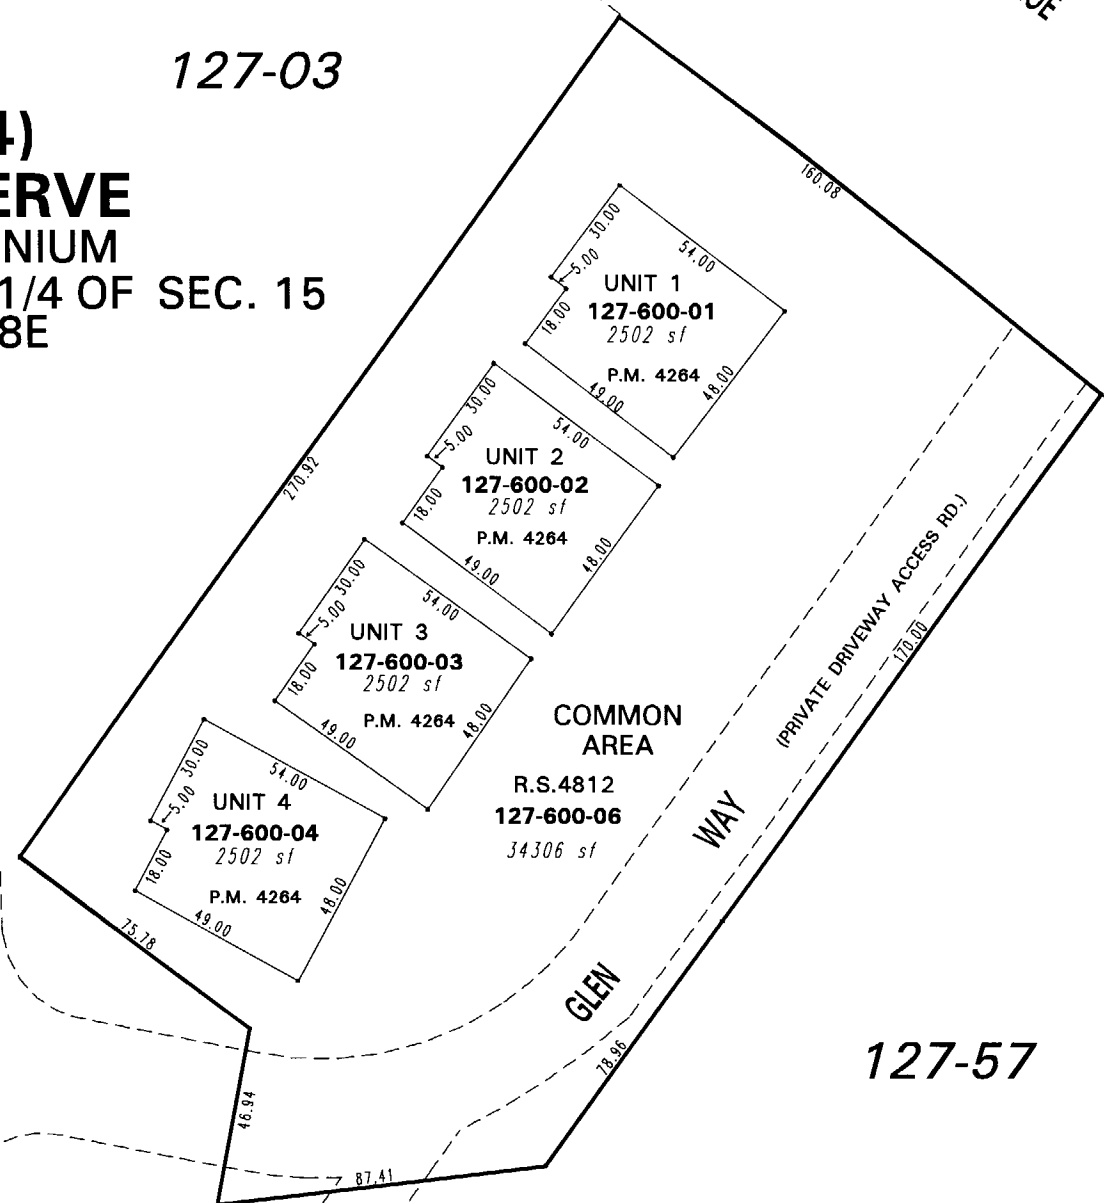 127-03
4)
ERVE
NIUM
1/4 OF SEC. 15
8E
UE
160.08
270.92
30.00
54.00
5.00
UNIT 1
127-600-01
2502 sf
18.00
P.M. 4264
48.00
49.00
30.00
54.00
5.00
UNIT 2
127-600-02
2502 sf
18.00
P.M. 4264
48.00
49.00
30.00
54.00
5.00
UNIT 3
127-600-03
2502 sf
18.00
P.M. 4264
48.00
49.00
30.00
54.00
5.00
UNIT 4
127-600-04
2502 sf
18.00
P.M. 4264
48.00
49.00
COMMON
AREA
R.S.4812
127-600-06
34306 sf
(PRIVATE DRIVEWAY ACCESS RD.)
170.00
GLEN WAY
75.78
78.96
46.94
87.41
127-57